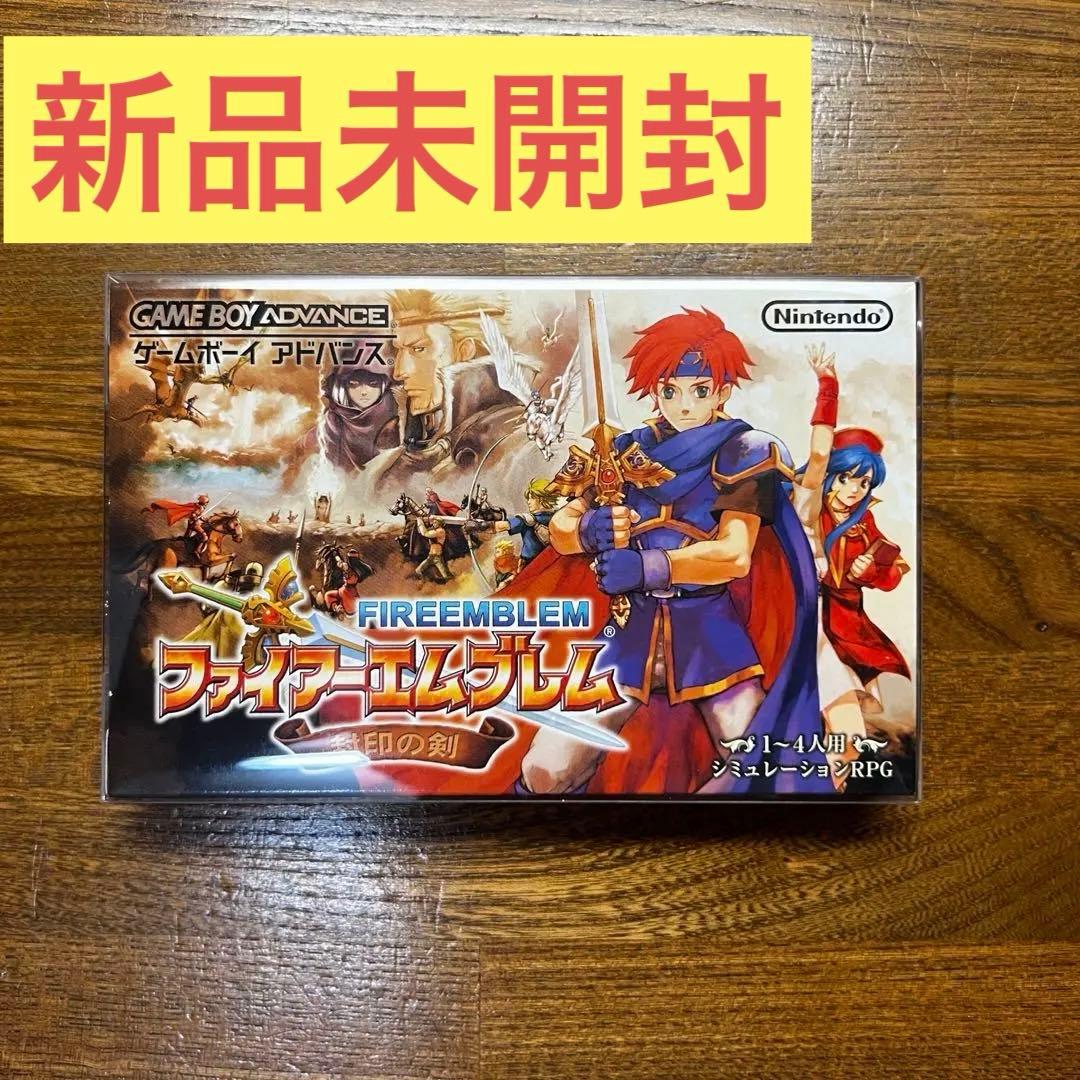 新品未開封
GAME BOY ADVANCE
ゲームボーイ アドバンス®
Nintendo®
FIREEMBLEM
ファイアーエムブレム®
封印の剣
1～4人用
シミュレーションRPG